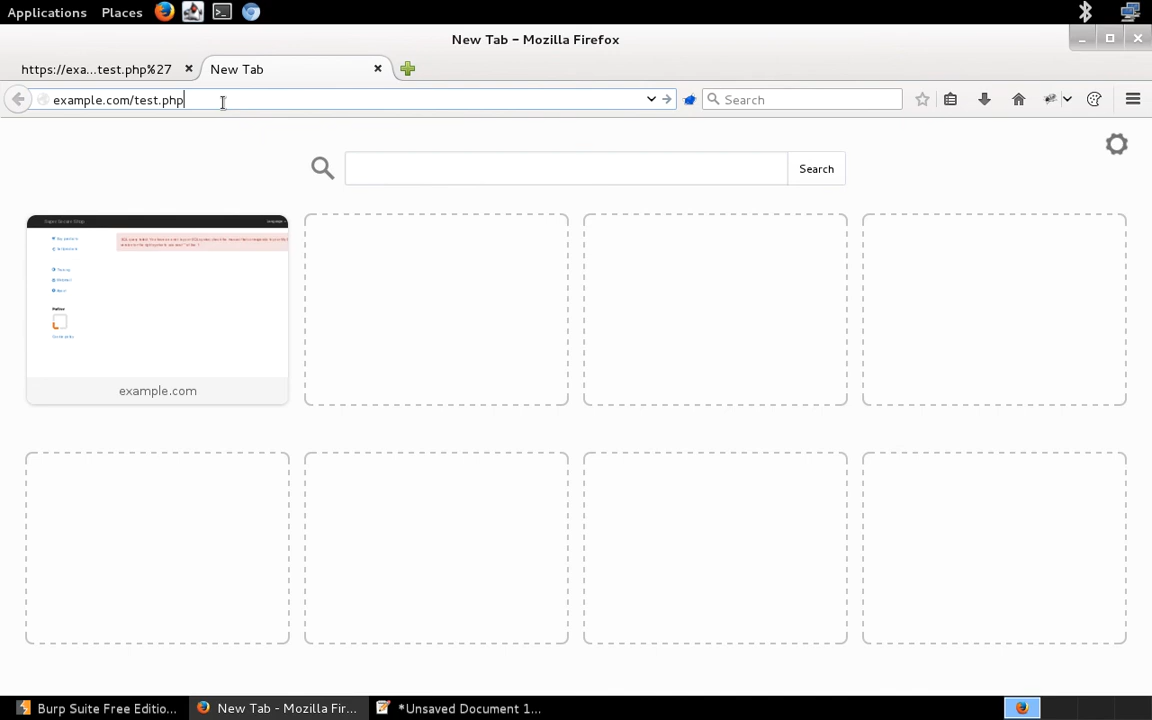 Applications Places
New Tab - Mozilla Firefox
https://exa...test.php%27 New Tab
example.com/test.php Search
Search
example.com
Burp Suite Free Editio... New Tab - Mozilla Fir... *Unsaved Document 1...